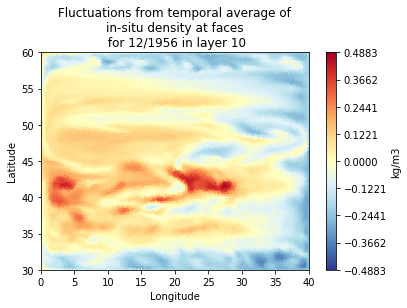 Fluctuations from temporal average of
in-situ density at faces
for 12/1956 in layer 10
60
55
50
45
40
35
30
Latitude
0 5 10 15 20 25 30 35 40
Longitude
0.4883
0.3662
0.2441
0.1221
0.0000
−0.1221
−0.2441
−0.3662
−0.4883
kg/m3